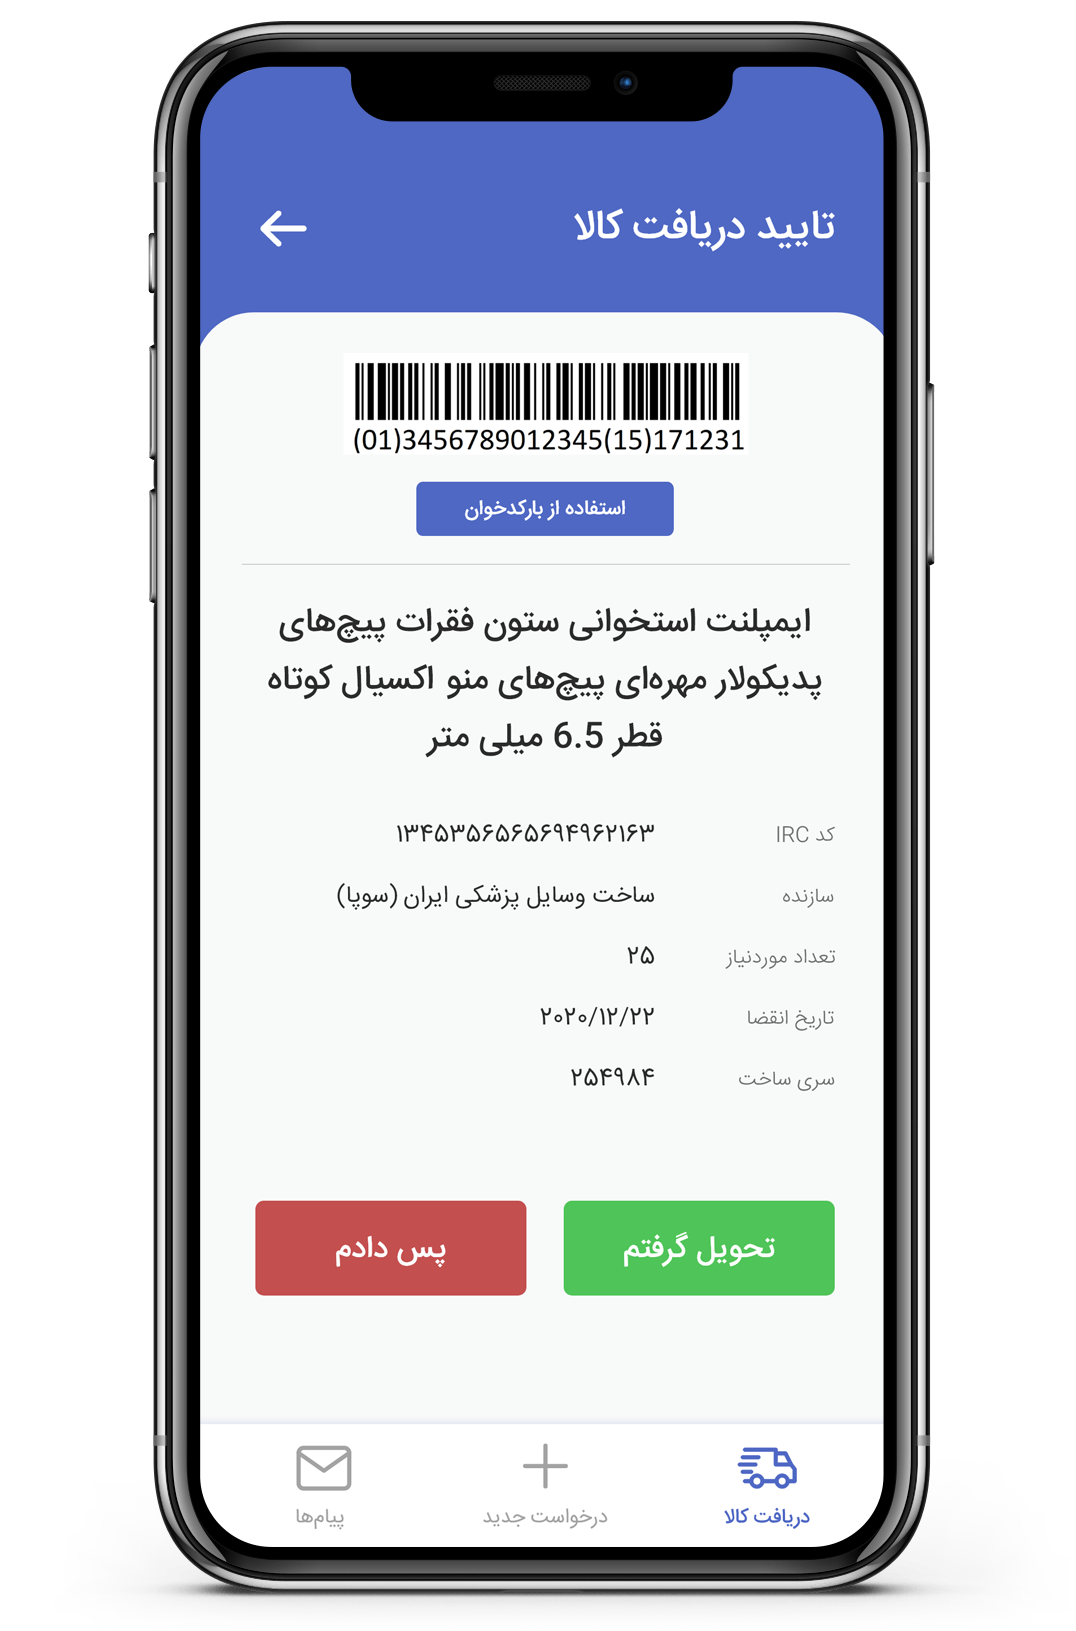 تایید دریافت کالا
(01)3456789012345(15)171231
استفاده از بارکدخوان
ایمپلنت استخوانی ستون فقرات پیچ‌های
پدیکولار مهره‌ای پیچ‌های منو اکسیال کوتاه
قطر 6.5 میلی متر
کد IRC ۱۳۴۵۳۵۶۵۶۵۶۹۴۹۶۲۱۶۳
سازنده ساخت وسایل پزشکی ایران (سوپا)
تعداد موردنیاز ۲۵
تاریخ انقضا ۲۰۲۰/۱۲/۲۲
سری ساخت ۲۵۴۹۸۴
تحویل گرفتم پس دادم
دریافت کالا درخواست جدید پیام‌ها